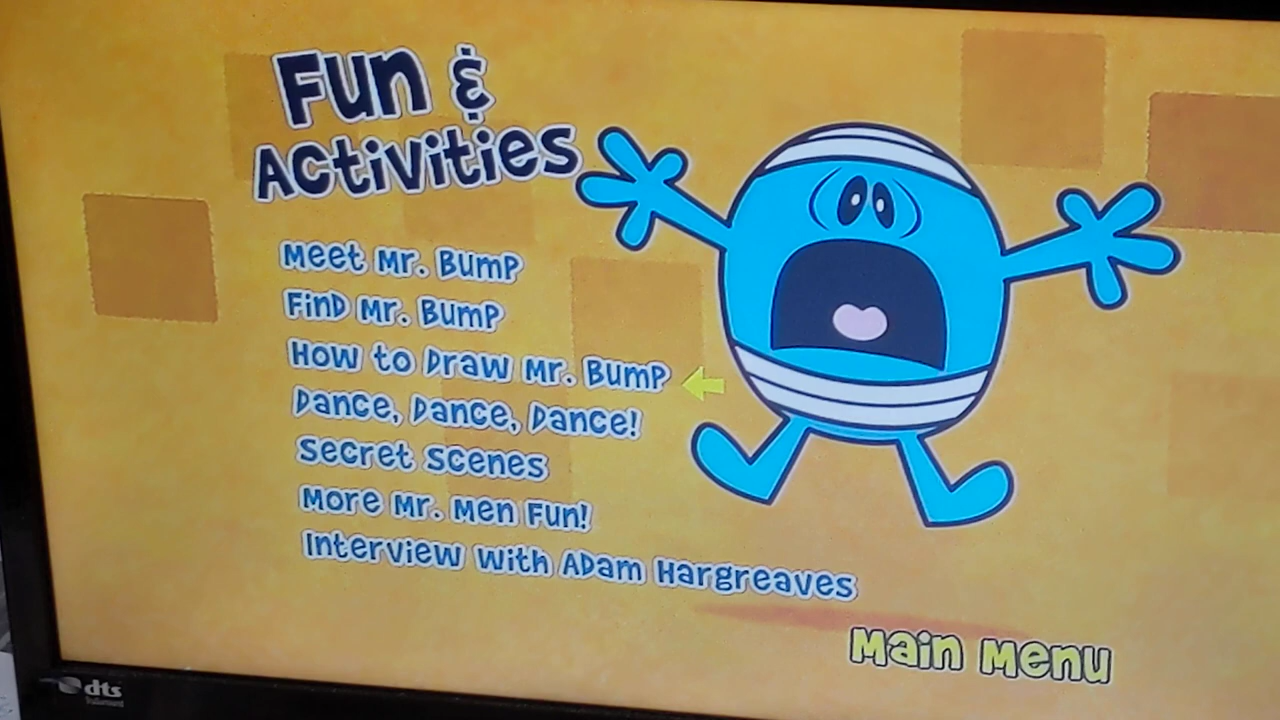 Fun &
Activities
Meet Mr. Bump
Find Mr. Bump
How to Draw Mr. Bump
Dance, Dance, Dance!
Secret Scenes
More Mr. Men Fun!
Interview with Adam Hargreaves
Main Menu
dts